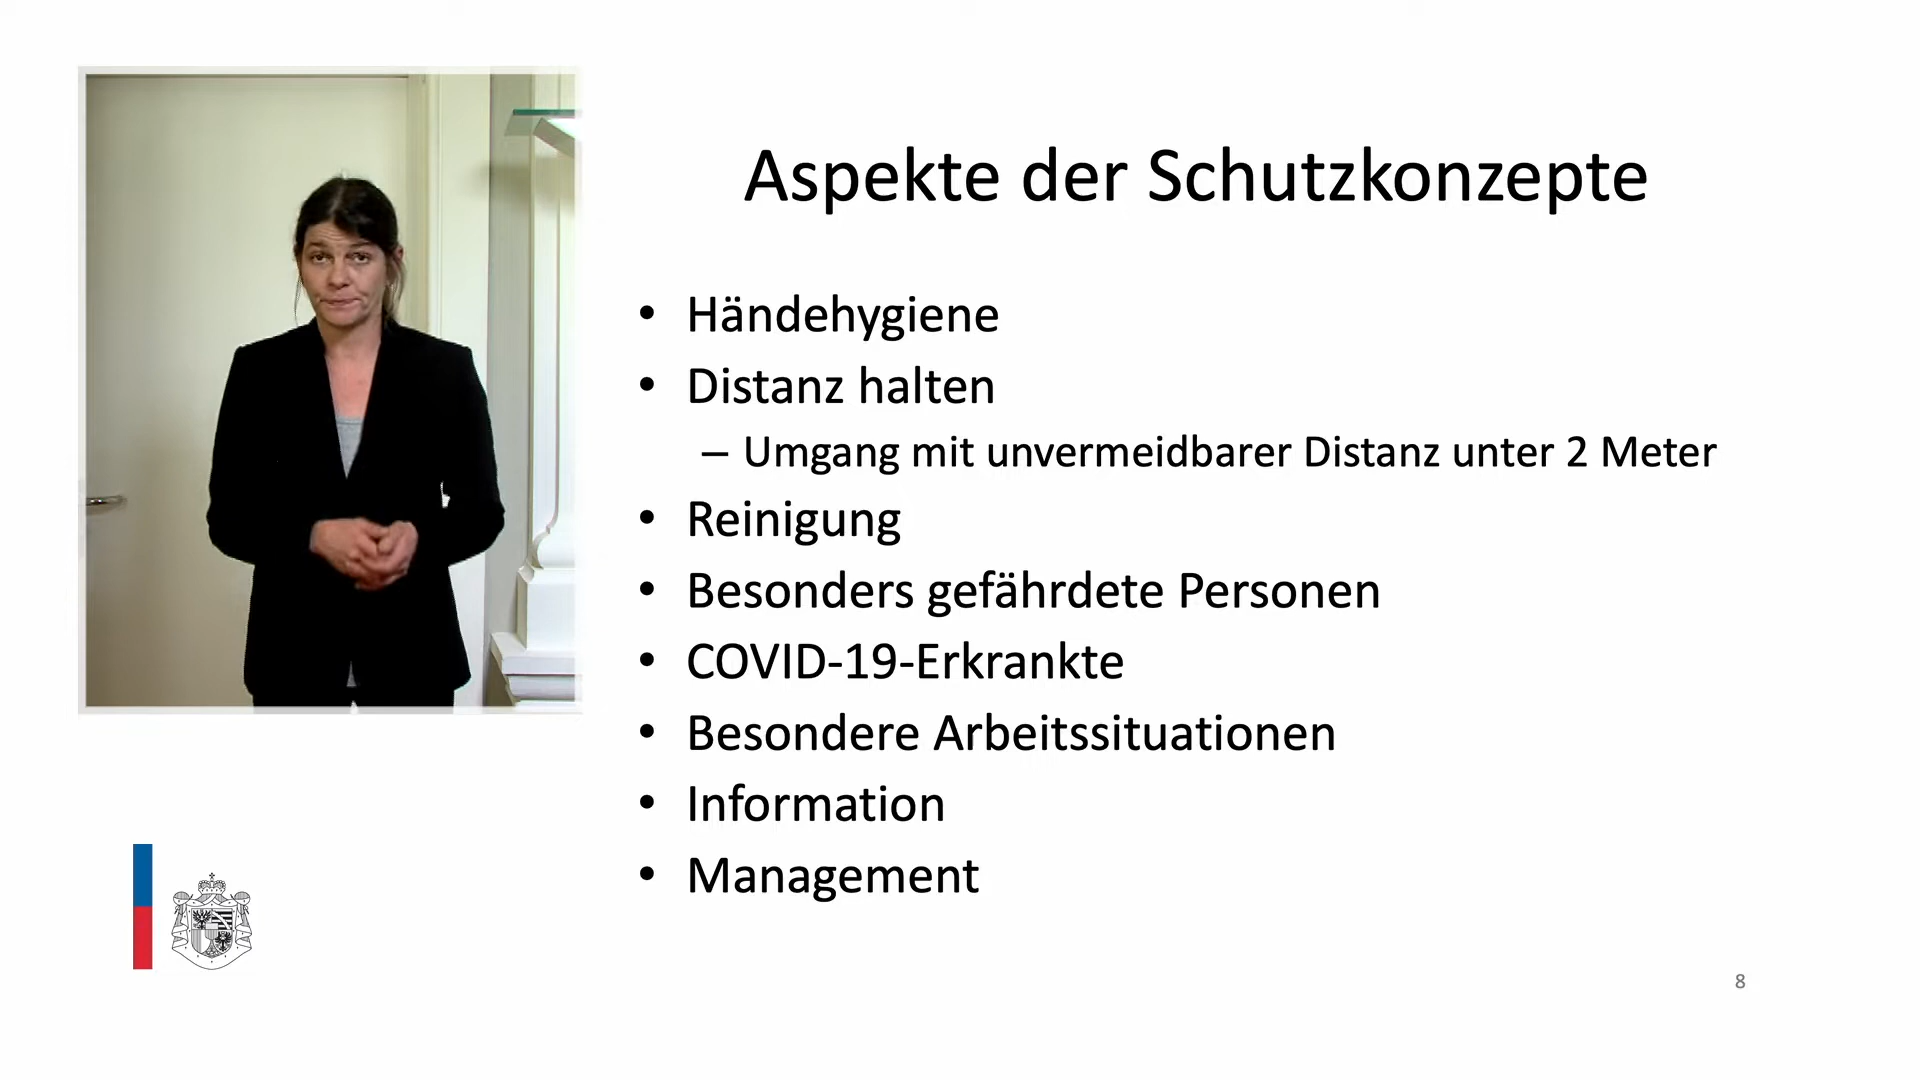 Aspekte der Schutzkonzepte
• Händehygiene
• Distanz halten
– Umgang mit unvermeidbarer Distanz unter 2 Meter
• Reinigung
• Besonders gefährdete Personen
• COVID-19-Erkrankte
• Besondere Arbeitssituationen
• Information
• Management
8